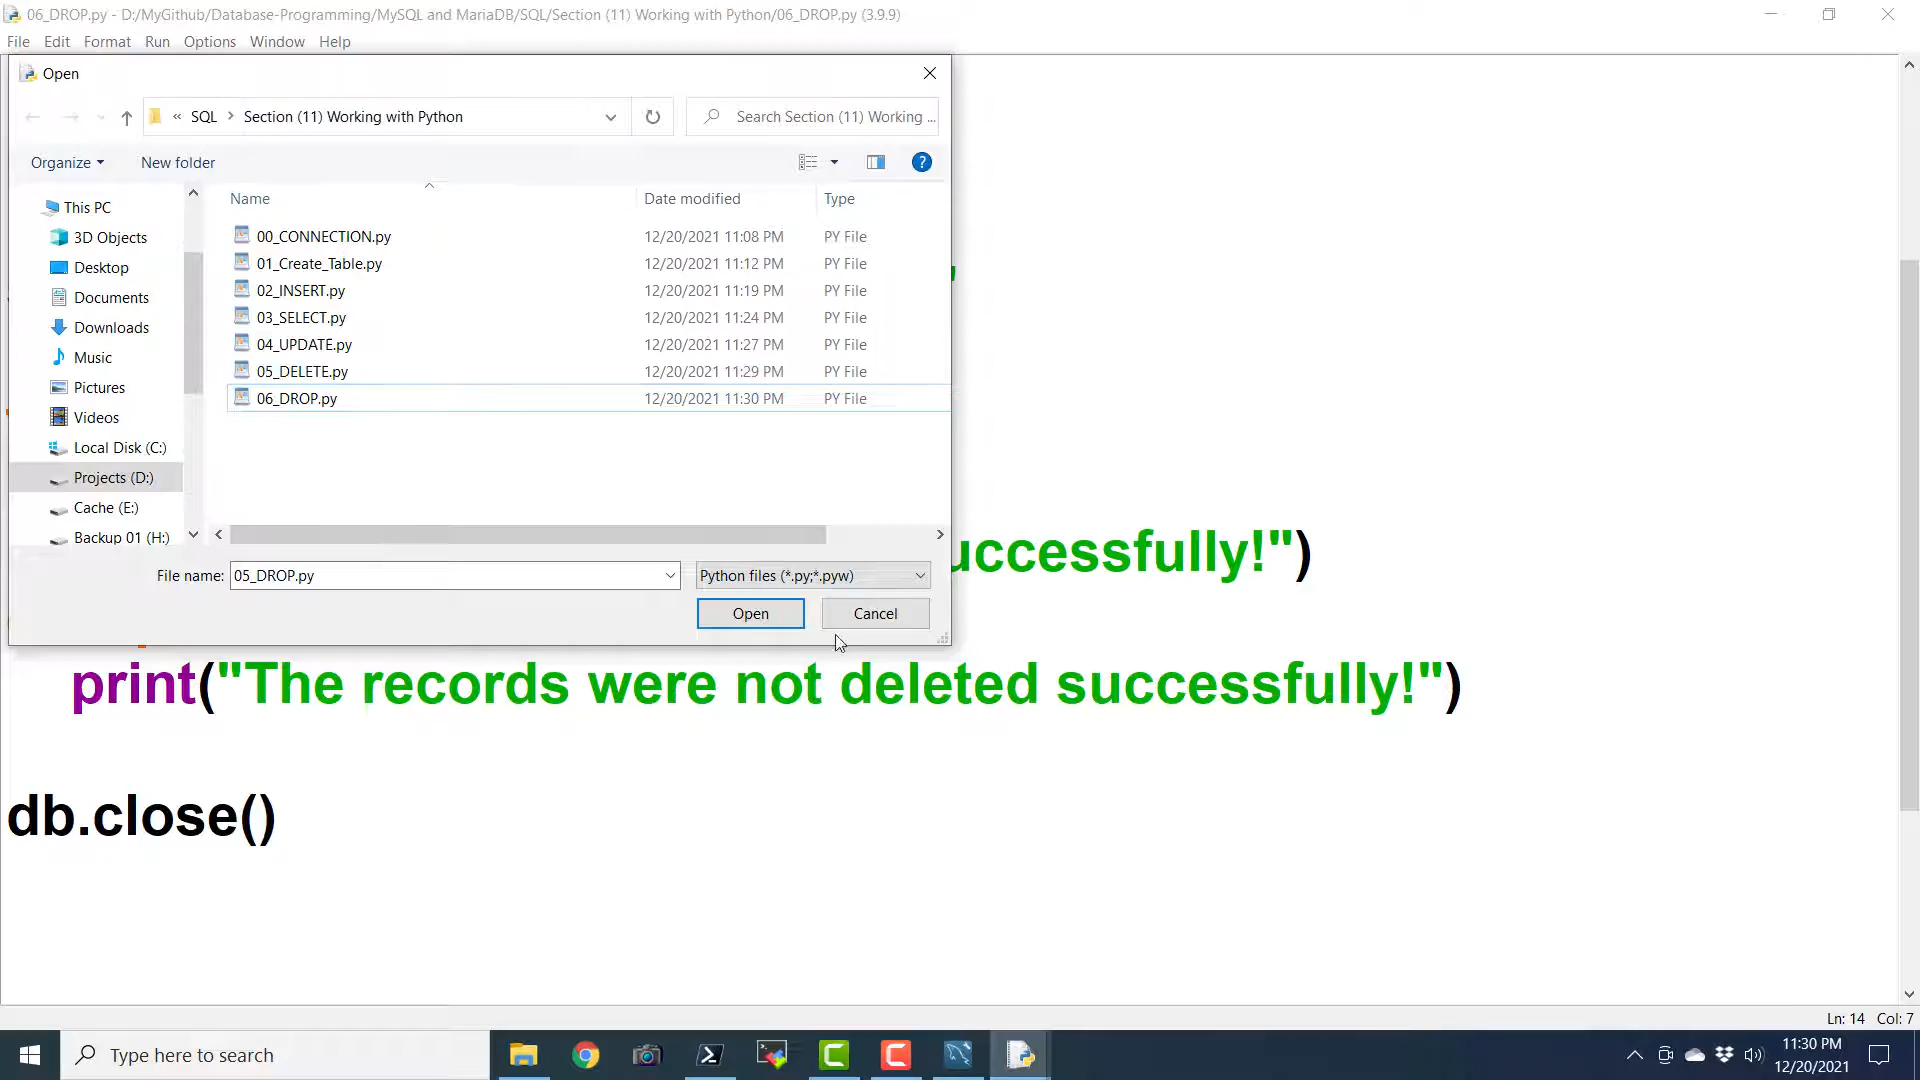 06_DROP.py - D:/MyGithub/Database-Programming/MySQL and MariaDB/SQL/Section (11) Working with Python/06_DROP.py (3.9.9)
File Edit Format Run Options Window Help
Open
« SQL > Section (11) Working with Python
Search Section (11) Working ...
Organize New folder
Name Date modified Type
This PC
3D Objects
Desktop
Documents
Downloads
Music
Pictures
Videos
Local Disk (C:)
Projects (D:)
Cache (E:)
Backup 01 (H:)
00_CONNECTION.py 12/20/2021 11:08 PM PY File
01_Create_Table.py 12/20/2021 11:12 PM PY File
02_INSERT.py 12/20/2021 11:19 PM PY File
03_SELECT.py 12/20/2021 11:24 PM PY File
04_UPDATE.py 12/20/2021 11:27 PM PY File
05_DELETE.py 12/20/2021 11:29 PM PY File
06_DROP.py 12/20/2021 11:30 PM PY File
File name: 05_DROP.py Python files (*.py;*.pyw)
Open Cancel
uccessfully!")
print("The records were not deleted successfully!")
db.close()
Ln: 14 Col: 7
Type here to search
11:30 PM
12/20/2021